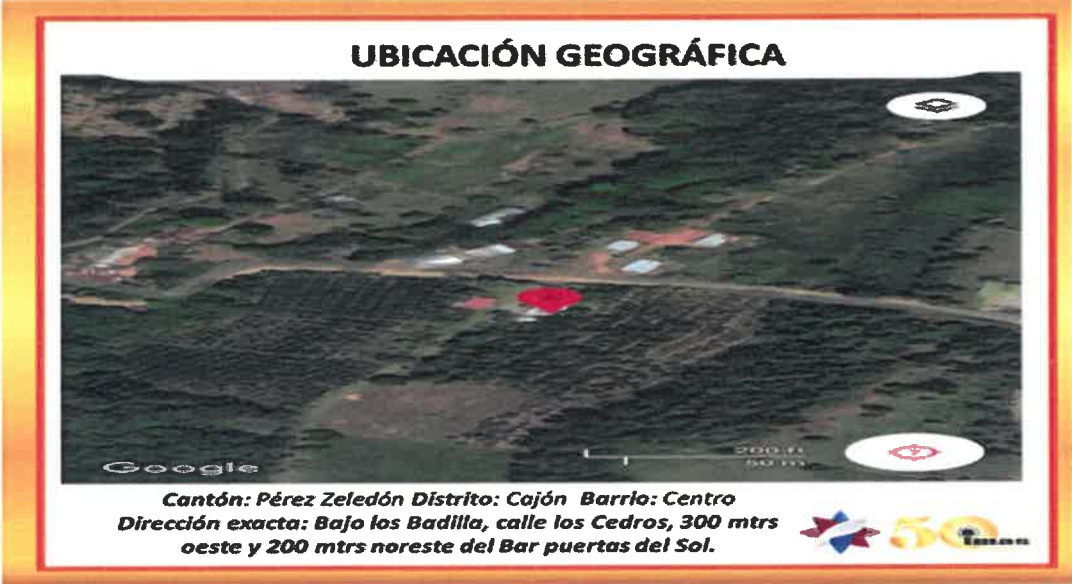 UBICACIÓN GEOGRÁFICA
Google
200 ft
50 m
Cantón: Pérez Zeledón Distrito: Cajón Barrio: Centro
Dirección exacta: Bajo los Badilla, calle los Cedros, 300 mtrs
oeste y 200 mtrs noreste del Bar puertas del Sol.
50
imas